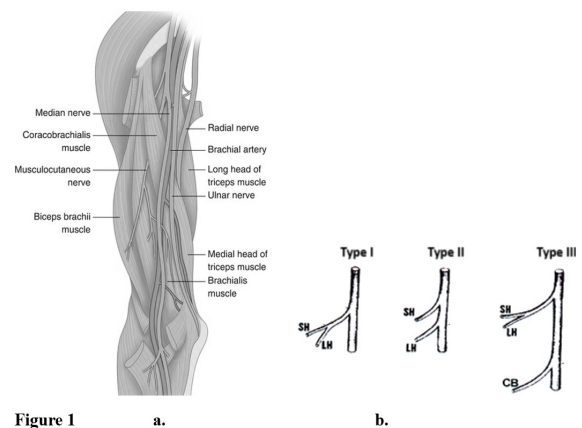 Median nerve
Coracobrachialis
muscle
Musculocutaneous
nerve
Biceps brachii
muscle
Radial nerve
Brachial artery
Long head of
triceps muscle
Ulnar nerve
Medial head of
triceps muscle
Brachialis
muscle
Type I
SH
LH
Type II
SH
LH
Type III
SH
LH
CB
Figure 1 a. b.